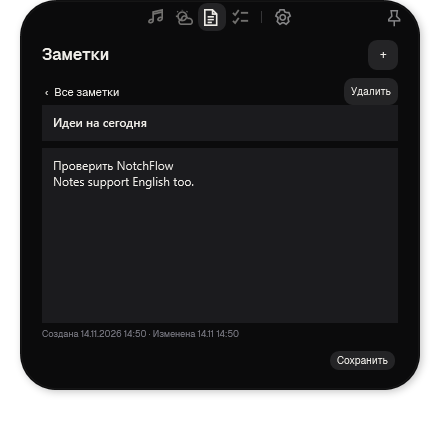 Заметки
+
‹ Все заметки
Удалить
Идеи на сегодня
Проверить NotchFlow
Notes support English too.
Создана 14.11.2026 14:50 · Изменена 14.11 14:50
Сохранить